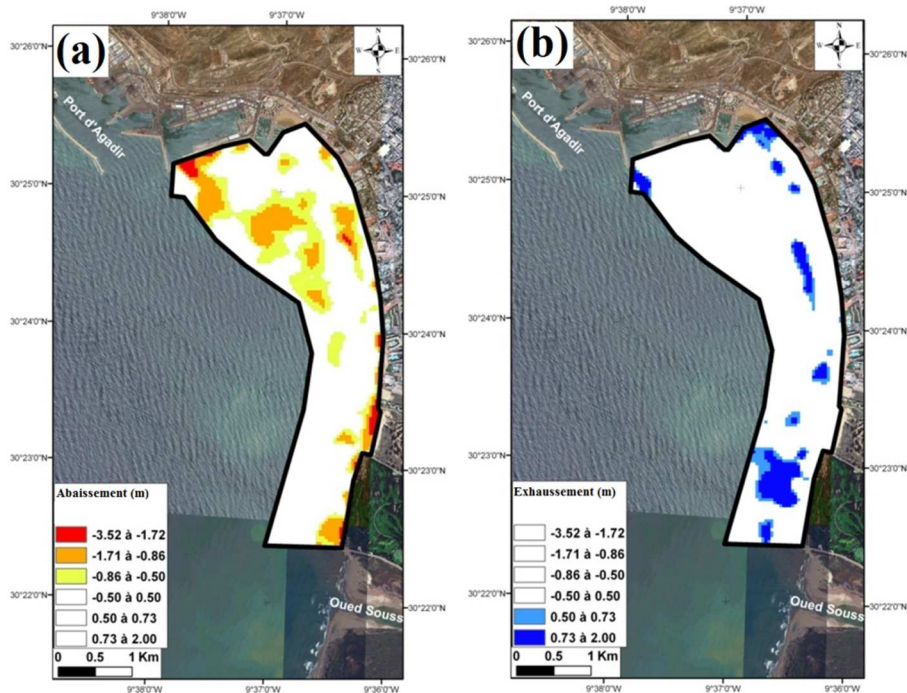 9°38'0"W
9°37'0"W
(a)
N
W
E
S
30°26'0"N
30°26'0"N
Port d'Agadir
30°25'0"N
30°25'0"N
30°24'0"N
30°24'0"N
30°23'0"N
30°23'0"N
30°22'0"N
30°22'0"N
Abaissement (m)
-3.52 à -1.72
-1.71 à -0.86
-0.86 à -0.50
-0.50 à 0.50
0.50 à 0.73
0.73 à 2.00
0 0.5 1 Km
Oued Souss
9°38'0"W
9°37'0"W
9°36'0"W
9°38'0"W
9°37'0"W
(b)
N
W
E
S
30°26'0"N
30°26'0"N
Port d'Agadir
30°25'0"N
30°25'0"N
30°24'0"N
30°24'0"N
30°23'0"N
30°23'0"N
30°22'0"N
30°22'0"N
Exhaussement (m)
-3.52 à -1.72
-1.71 à -0.86
-0.86 à -0.50
-0.50 à 0.50
0.50 à 0.73
0.73 à 2.00
0 0.5 1 Km
Oued Souss
9°38'0"W
9°37'0"W
9°36'0"W